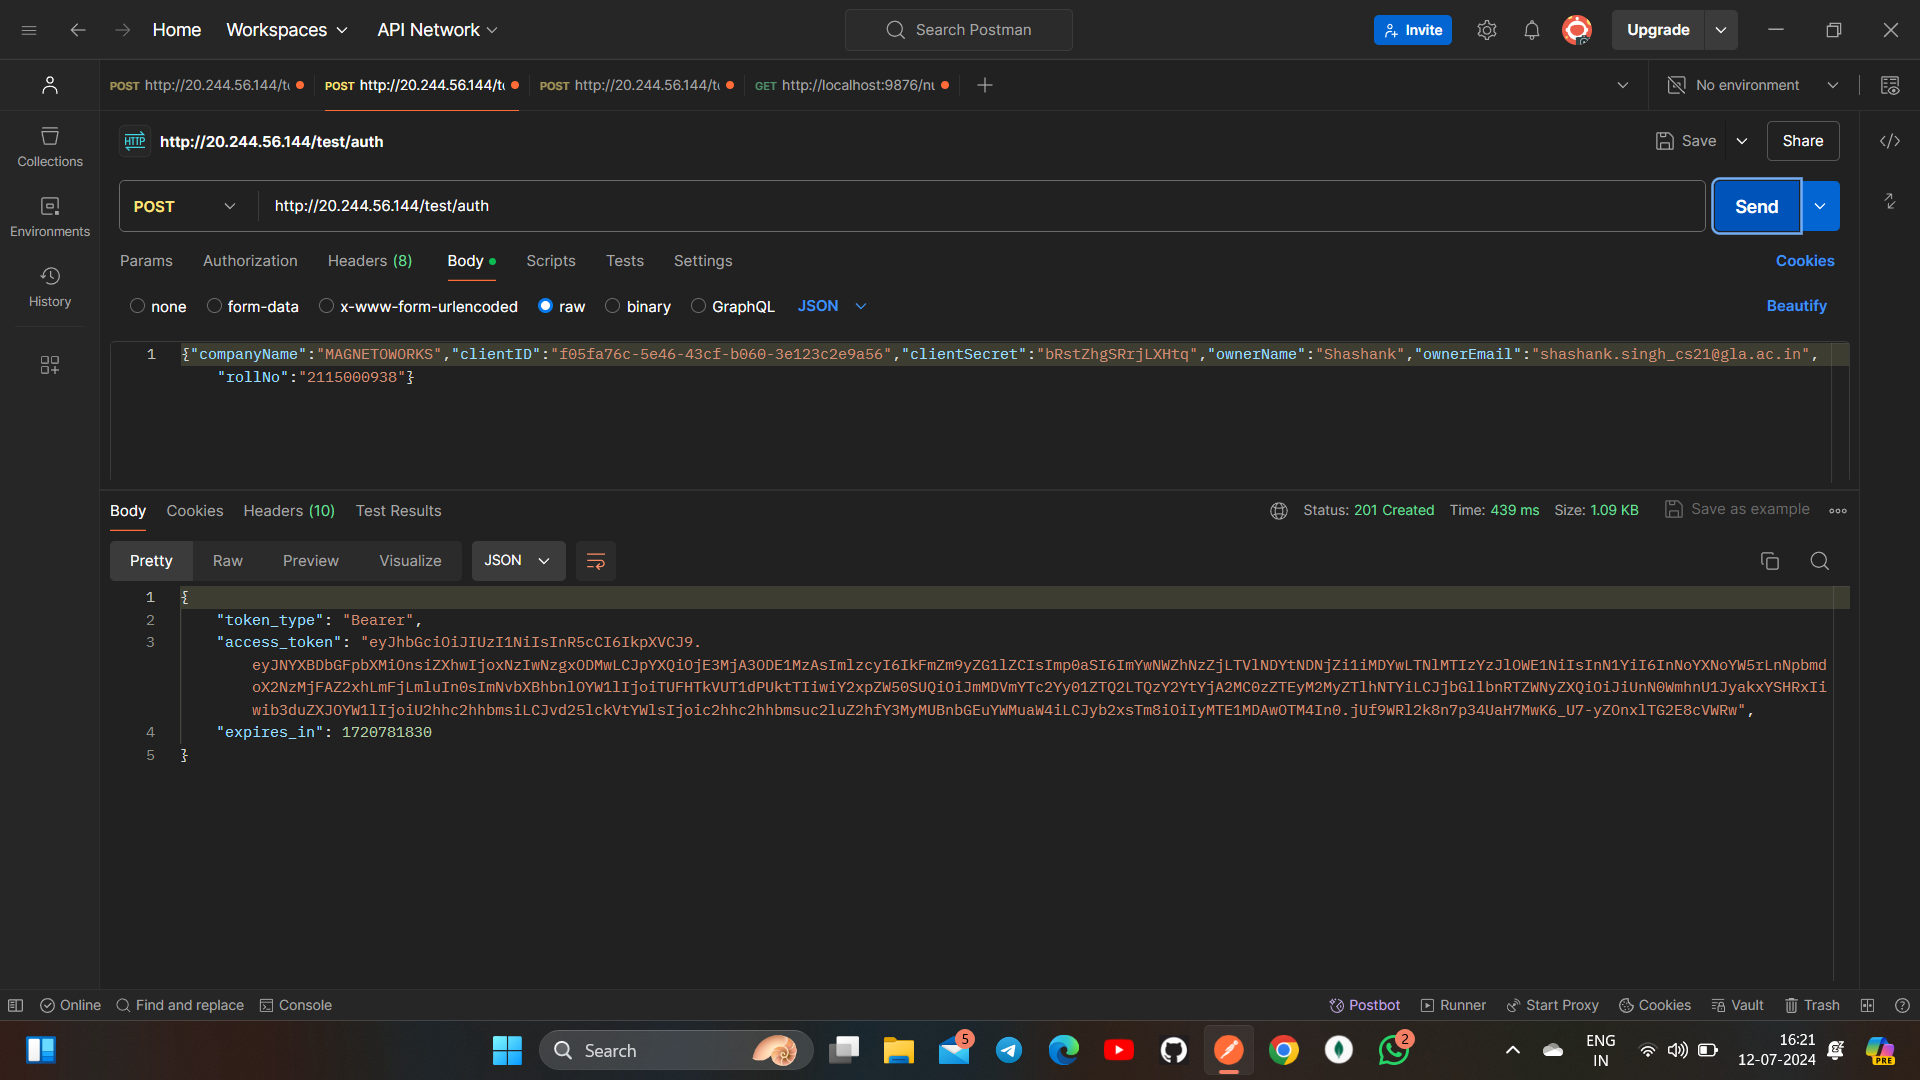 Home Workspaces API Network Search Postman Invite Upgrade
POST http://20.244.56.144/t POST http://20.244.56.144/t POST http://20.244.56.144/t GET http://localhost:9876/nu No environment
HTTP http://20.244.56.144/test/auth Save Share
Collections
POST http://20.244.56.144/test/auth Send
Environments
Params Authorization Headers (8) Body Scripts Tests Settings Cookies
History
none form-data x-www-form-urlencoded raw binary GraphQL JSON Beautify
1 {"companyName":"MAGNETOWORKS","clientID":"f05fa76c-5e46-43cf-b060-3e123c2e9a56","clientSecret":"bRstZhgSRrjLXHtq","ownerName":"Shashank","ownerEmail":"shashank.singh_cs21@gla.ac.in",
"rollNo":"2115000938"}
Body Cookies Headers (10) Test Results Status: 201 Created Time: 439 ms Size: 1.09 KB Save as example
Pretty Raw Preview Visualize JSON
1 {
2 "token_type": "Bearer",
3 "access_token": "eyJhbGciOiJIUzI1NiIsInR5cCI6IkpXVCJ9.
4 "expires_in": 1720781830
5 }
Online Find and replace Console Postbot Runner Start Proxy Cookies Vault Trash
Search 5 2 ENG IN 16:21 12-07-2024 PRE